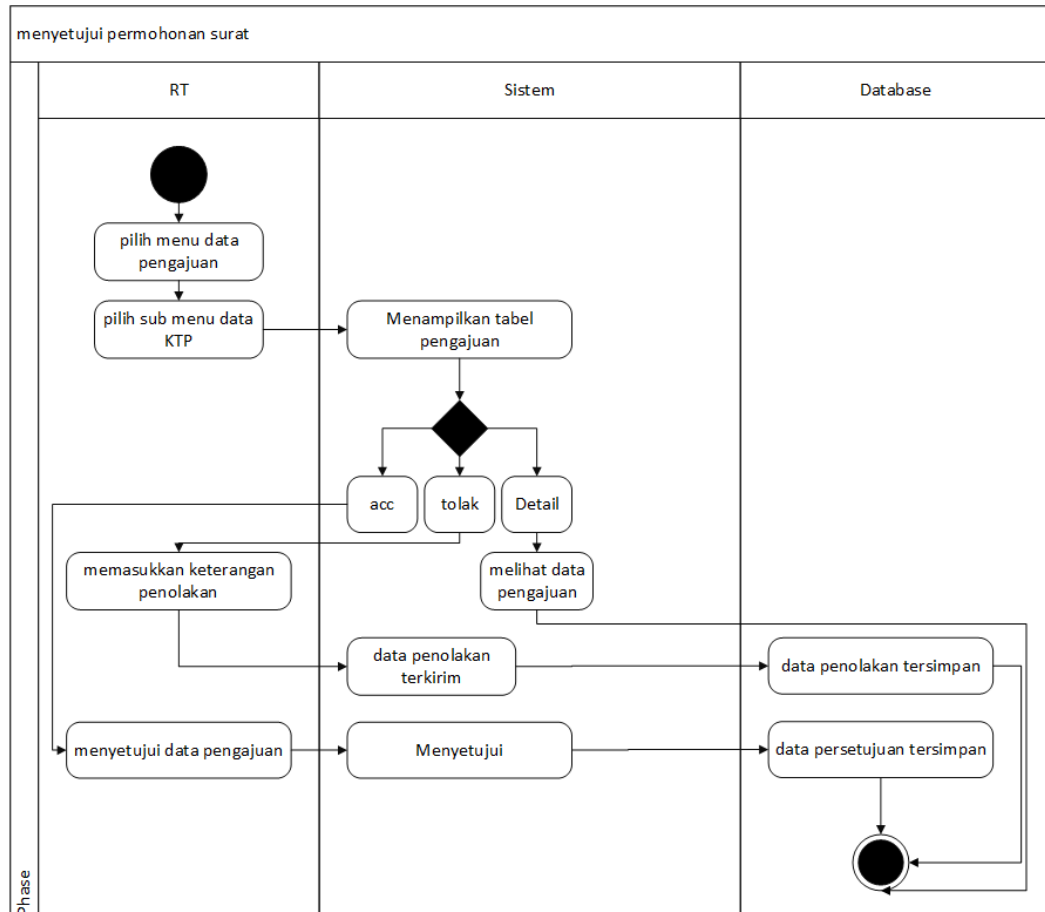 menyetujui permohonan surat
RT
Sistem
Database
pilih menu data
pengajuan
pilih sub menu data
KTP
Menampilkan tabel
pengajuan
acc
tolak
Detail
memasukkan keterangan
penolakan
melihat data
pengajuan
data penolakan
terkirim
data penolakan tersimpan
menyetujui data pengajuan
Menyetujui
data persetujuan tersimpan
Phase